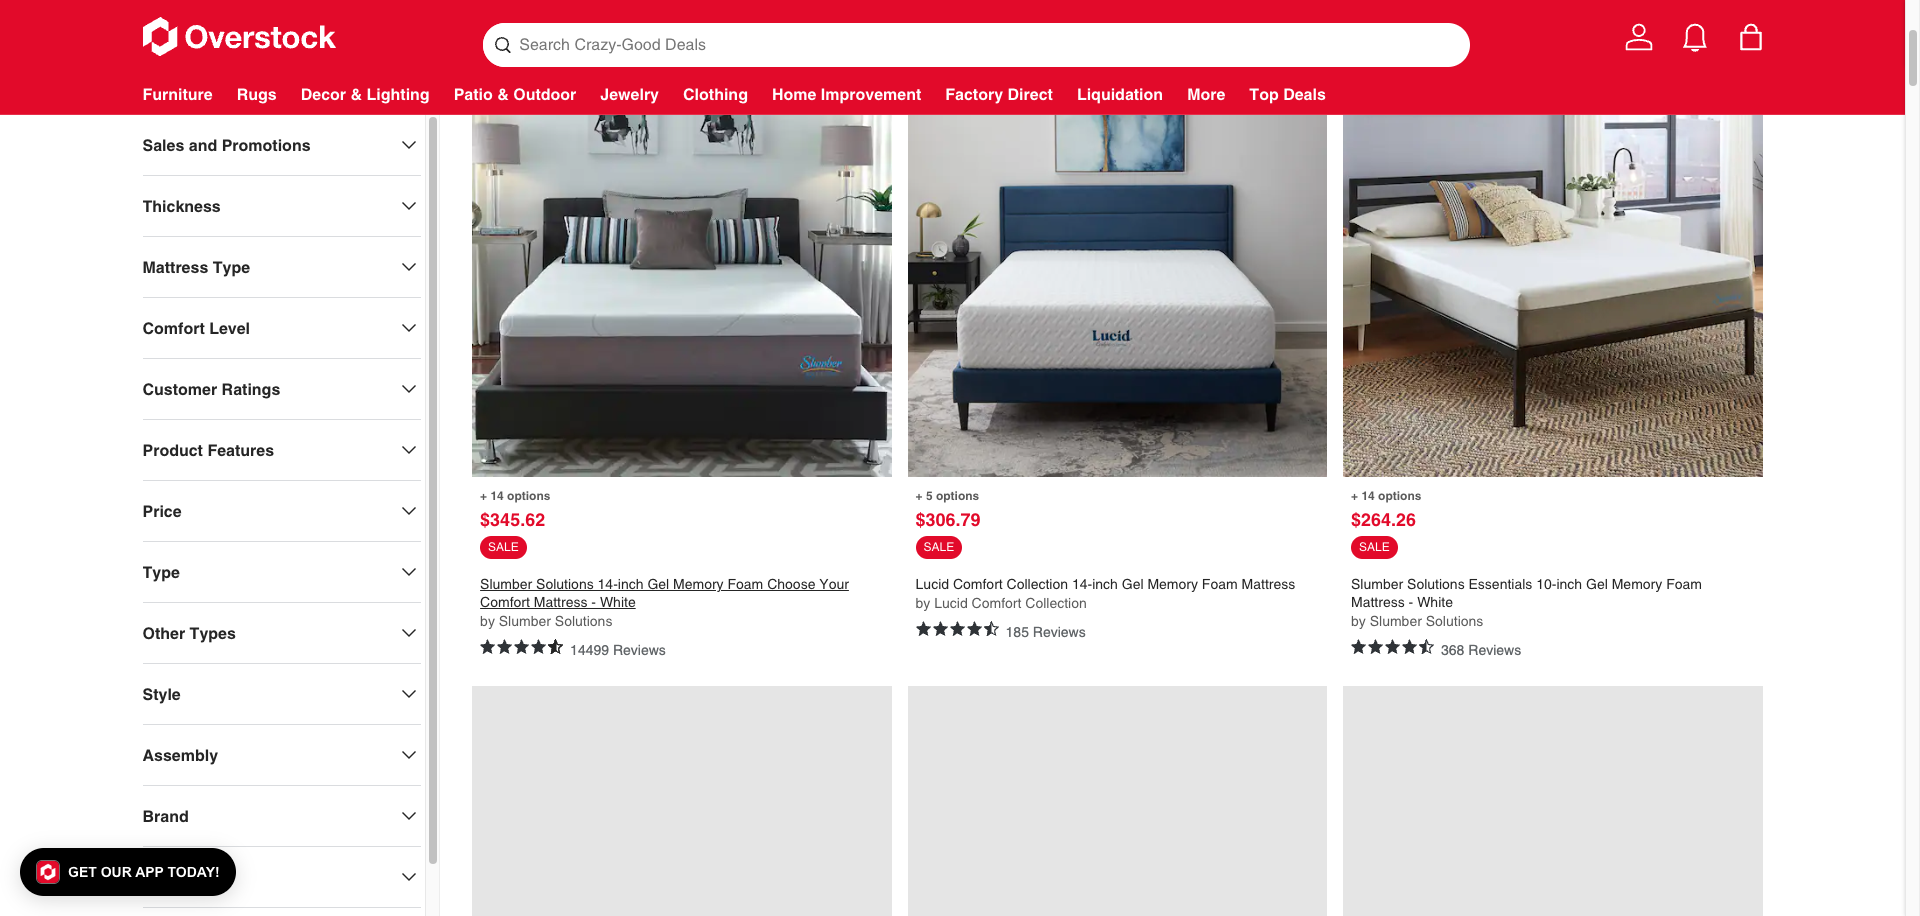 Overstock
Search Crazy-Good Deals
Furniture Rugs Decor & Lighting Patio & Outdoor Jewelry Clothing Home Improvement Factory Direct Liquidation More Top Deals
Sales and Promotions
Thickness
Mattress Type
Comfort Level
Customer Ratings
Product Features
Price
Type
Other Types
Style
Assembly
Brand
GET OUR APP TODAY!
Slumber
+ 14 options
$345.62
SALE
Slumber Solutions 14-inch Gel Memory Foam Choose Your
Comfort Mattress - White
by Slumber Solutions
14499 Reviews
Lucid
+ 5 options
$306.79
SALE
Lucid Comfort Collection 14-inch Gel Memory Foam Mattress
by Lucid Comfort Collection
185 Reviews
+ 14 options
$264.26
SALE
Slumber Solutions Essentials 10-inch Gel Memory Foam
Mattress - White
by Slumber Solutions
368 Reviews